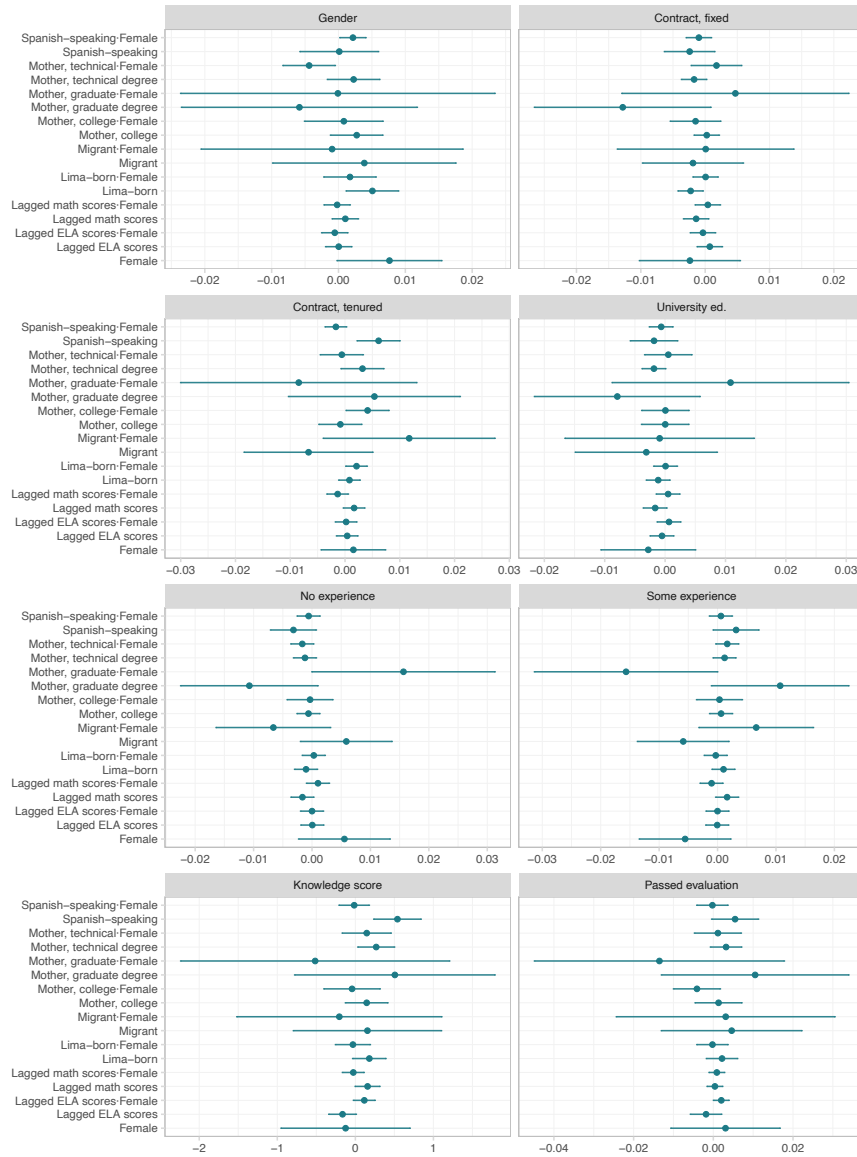 Gender
Contract, fixed
Spanish−speaking·Female
Spanish−speaking
Mother, technical·Female
Mother, technical degree
Mother, graduate·Female
Mother, graduate degree
Mother, college·Female
Mother, college
Migrant·Female
Migrant
Lima−born·Female
Lima−born
Lagged math scores·Female
Lagged math scores
Lagged ELA scores·Female
Lagged ELA scores
Female
−0.02 −0.01 0.00 0.01 0.02
−0.02 −0.01 0.00 0.01 0.02
Contract, tenured
University ed.
Spanish−speaking·Female
Spanish−speaking
Mother, technical·Female
Mother, technical degree
Mother, graduate·Female
Mother, graduate degree
Mother, college·Female
Mother, college
Migrant·Female
Migrant
Lima−born·Female
Lima−born
Lagged math scores·Female
Lagged math scores
Lagged ELA scores·Female
Lagged ELA scores
Female
−0.03 −0.02 −0.01 0.00 0.01 0.02 0.03
−0.02 −0.01 0.00 0.01 0.02 0.03
No experience
Some experience
Spanish−speaking·Female
Spanish−speaking
Mother, technical·Female
Mother, technical degree
Mother, graduate·Female
Mother, graduate degree
Mother, college·Female
Mother, college
Migrant·Female
Migrant
Lima−born·Female
Lima−born
Lagged math scores·Female
Lagged math scores
Lagged ELA scores·Female
Lagged ELA scores
Female
−0.02 −0.01 0.00 0.01 0.02 0.03
−0.03 −0.02 −0.01 0.00 0.01 0.02
Knowledge score
Passed evaluation
Spanish−speaking·Female
Spanish−speaking
Mother, technical·Female
Mother, technical degree
Mother, graduate·Female
Mother, graduate degree
Mother, college·Female
Mother, college
Migrant·Female
Migrant
Lima−born·Female
Lima−born
Lagged math scores·Female
Lagged math scores
Lagged ELA scores·Female
Lagged ELA scores
Female
−2 −1 0 1
−0.04 −0.02 0.00 0.02